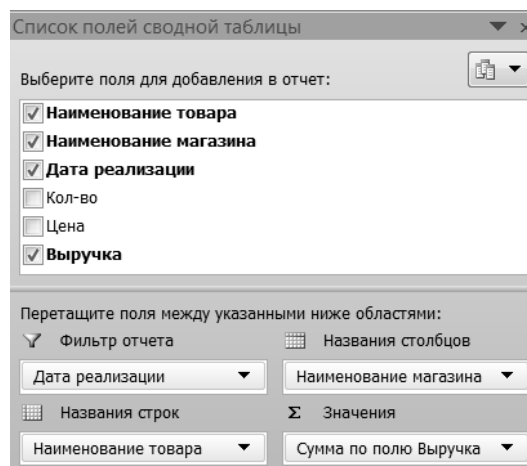 Список полей сводной таблицы
Выберите поля для добавления в отчет:
Наименование товара
Наименование магазина
Дата реализации
Кол-во
Цена
Выручка
Перетащите поля между указанными ниже областями:
Фильтр отчета
Названия столбцов
Дата реализации
Наименование магазина
Названия строк
Σ Значения
Наименование товара
Сумма по полю Выручка